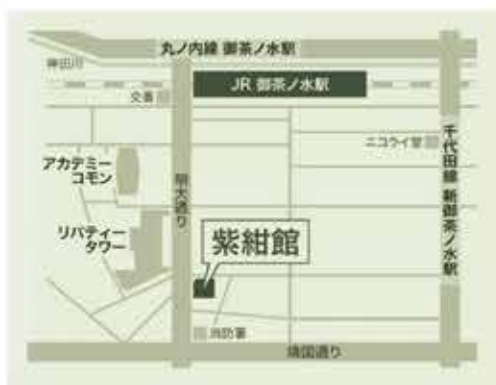 丸ノ内線 御茶ノ水駅
神田川
JR 御茶ノ水駅
交番
ニコライ堂
千代田線 新御茶ノ水駅
アカデミー
コモン
明大通り
リバティー
タワー
紫紺館
消防署
靖国通り